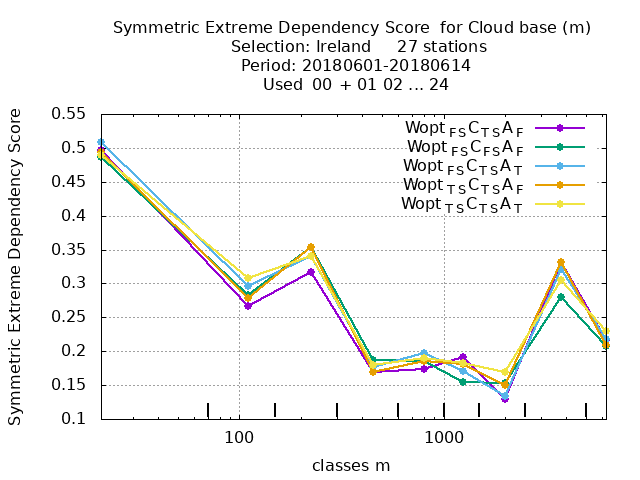 Symmetric Extreme Dependency Score for Cloud base (m)
Selection: Ireland 27 stations
Period: 20180601-20180614
Used 00 + 01 02 ... 24
Symmetric Extreme Dependency Score
0.55
0.5
0.45
0.4
0.35
0.3
0.25
0.2
0.15
0.1
Wopt FS C TS A F
Wopt FS C FS A F
Wopt FS C TS A T
Wopt TS C TS A F
Wopt TS C TS A T
100 1000
classes m